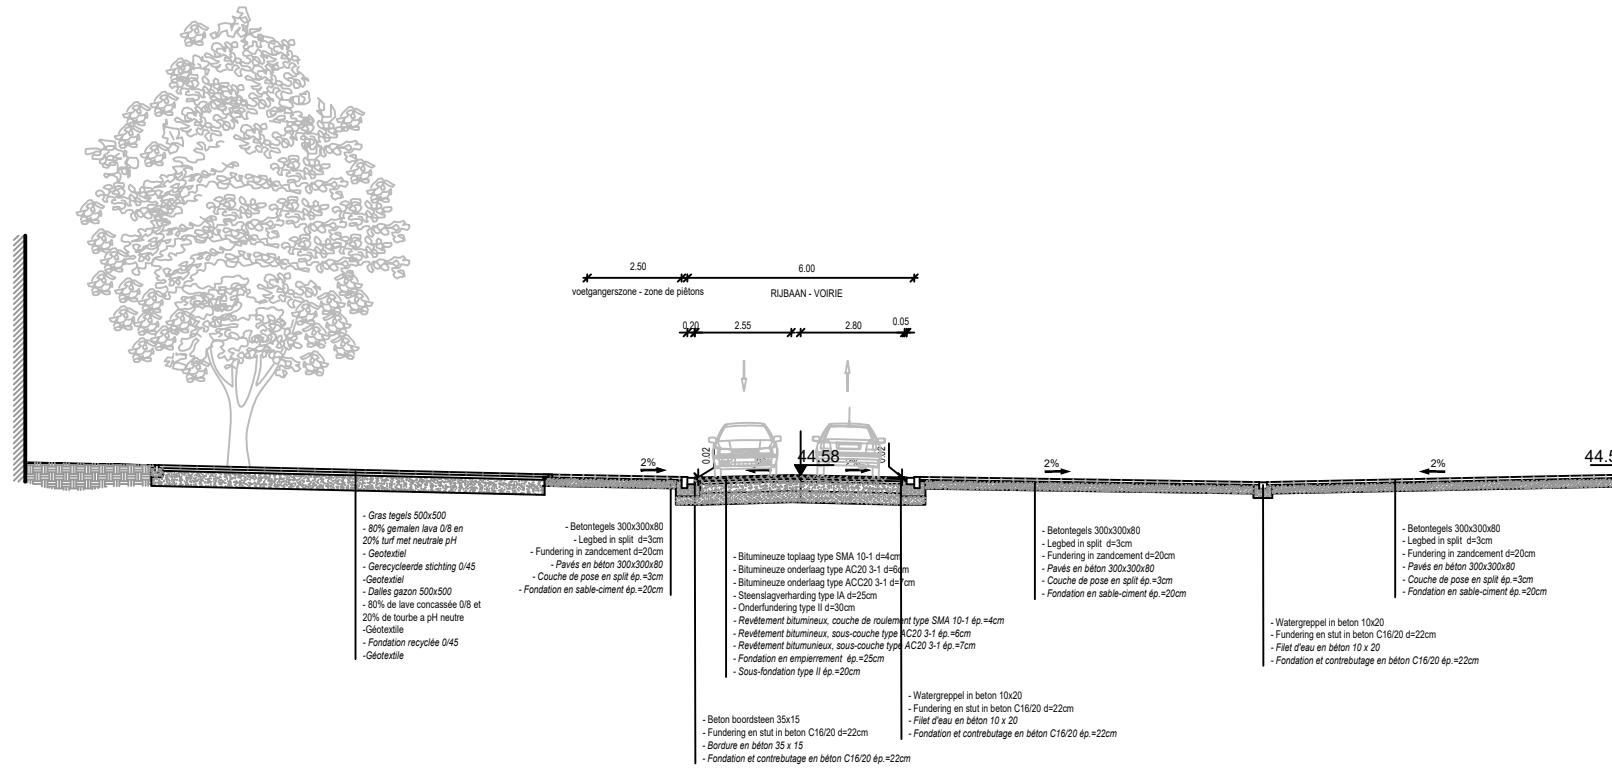 2.50
6.00
voetgangerszone - zone de piêtons
RIJBAAN - VOIRIE
0.20
2.55
2.80
0.05
0.02
44.58
0.02
2%
2%
2%
44.5
- Gras tegels 500x500
- 80% gemalen lava 0/8 en
20% turf met neutrale pH
- Geotextiel
- Gerecycleerde stichting 0/45
-Geotextiel
- Dalles gazon 500x500
- 80% de lave concassée 0/8 et
20% de tourbe a pH neutre
-Géotextile
- Fondation recyclée 0/45
-Géotextile
- Betontegels 300x300x80
- Legbed in split d=3cm
- Fundering in zandcement d=20cm
- Pavés en béton 300x300x80
- Couche de pose en split ép.=3cm
- Fondation en sable-ciment ép.=20cm
- Bitumineuze toplaag type SMA 10-1 d=4cm
- Bitumineuze onderlaag type AC20 3-1 d=6cm
- Bitumineuze onderlaag type ACC20 3-1 d=7cm
- Steenslagverharding type IA d=25cm
- Onderfundering type II d=30cm
- Revêtement bitumineux, couche de roulement type SMA 10-1 ép.=4cm
- Revêtement bitumineux, sous-couche type AC20 3-1 ép.=6cm
- Revêtement bitumunieux, sous-couche type AC20 3-1 ép.=7cm
- Fondation en empierrement ép.=25cm
- Sous-fondation type II ép.=20cm
- Beton boordsteen 35x15
- Fundering en stut in beton C16/20 d=22cm
- Bordure en béton 35 x 15
- Fondation et contrebutage en béton C16/20 ép.=22cm
- Watergreppel in beton 10x20
- Fundering en stut in beton C16/20 d=22cm
- Filet d'eau en béton 10 x 20
- Fondation et contrebutage en béton C16/20 ép.=22cm
- Betontegels 300x300x80
- Legbed in split d=3cm
- Fundering in zandcement d=20cm
- Pavés en béton 300x300x80
- Couche de pose en split ép.=3cm
- Fondation en sable-ciment ép.=20cm
- Watergreppel in beton 10x20
- Fundering en stut in beton C16/20 d=22cm
- Filet d'eau en béton 10 x 20
- Fondation et contrebutage en béton C16/20 ép.=22cm
- Betontegels 300x300x80
- Legbed in split d=3cm
- Fundering in zandcement d=20cm
- Pavés en béton 300x300x80
- Couche de pose en split ép.=3cm
- Fondation en sable-ciment ép.=20cm